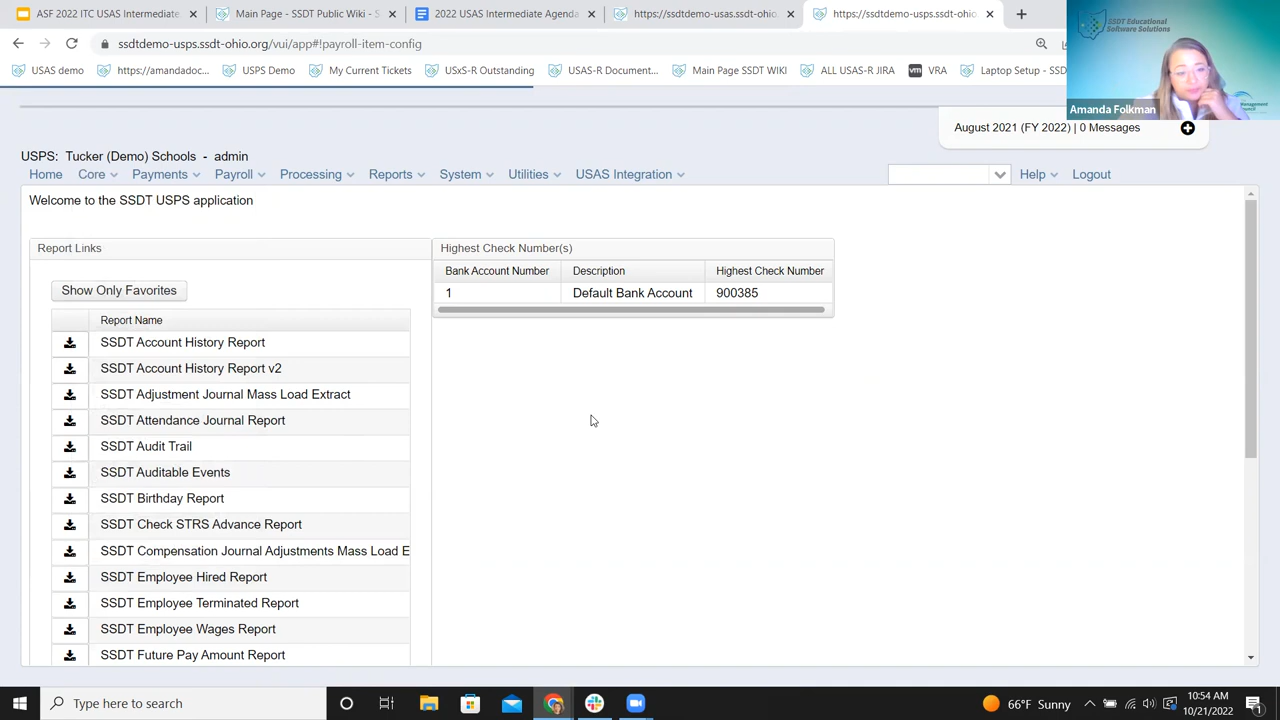 ASF 2022 ITC USAS Intermediate
Main Page - SSDT Public Wiki - S
2022 USAS Intermediate Agenda
https://ssdtdemo-usas.ssdt-ohio.
https://ssdtdemo-usps.ssdt-ohio.
ssdtdemo-usps.ssdt-ohio.org/vui/app#!payroll-item-config
USAS demo
https://amandadoc...
USPS Demo
My Current Tickets
USxS-R Outstanding
USAS-R Document...
Main Page SSDT WIKI
ALL USAS-R JIRA
vm VRA
Laptop Setup - SSD
SSDT Educational
Software Solutions
Amanda Folkman
August 2021 (FY 2022) | 0 Messages
USPS: Tucker (Demo) Schools - admin
Home Core Payments Payroll Processing Reports System Utilities USAS Integration Help Logout
Welcome to the SSDT USPS application
Report Links
Show Only Favorites
Report Name
SSDT Account History Report
SSDT Account History Report v2
SSDT Adjustment Journal Mass Load Extract
SSDT Attendance Journal Report
SSDT Audit Trail
SSDT Auditable Events
SSDT Birthday Report
SSDT Check STRS Advance Report
SSDT Compensation Journal Adjustments Mass Load E
SSDT Employee Hired Report
SSDT Employee Terminated Report
SSDT Employee Wages Report
SSDT Future Pay Amount Report
Highest Check Number(s)
Bank Account Number Description Highest Check Number
1 Default Bank Account 900385
Type here to search
66°F Sunny
10:54 AM
10/21/2022
1